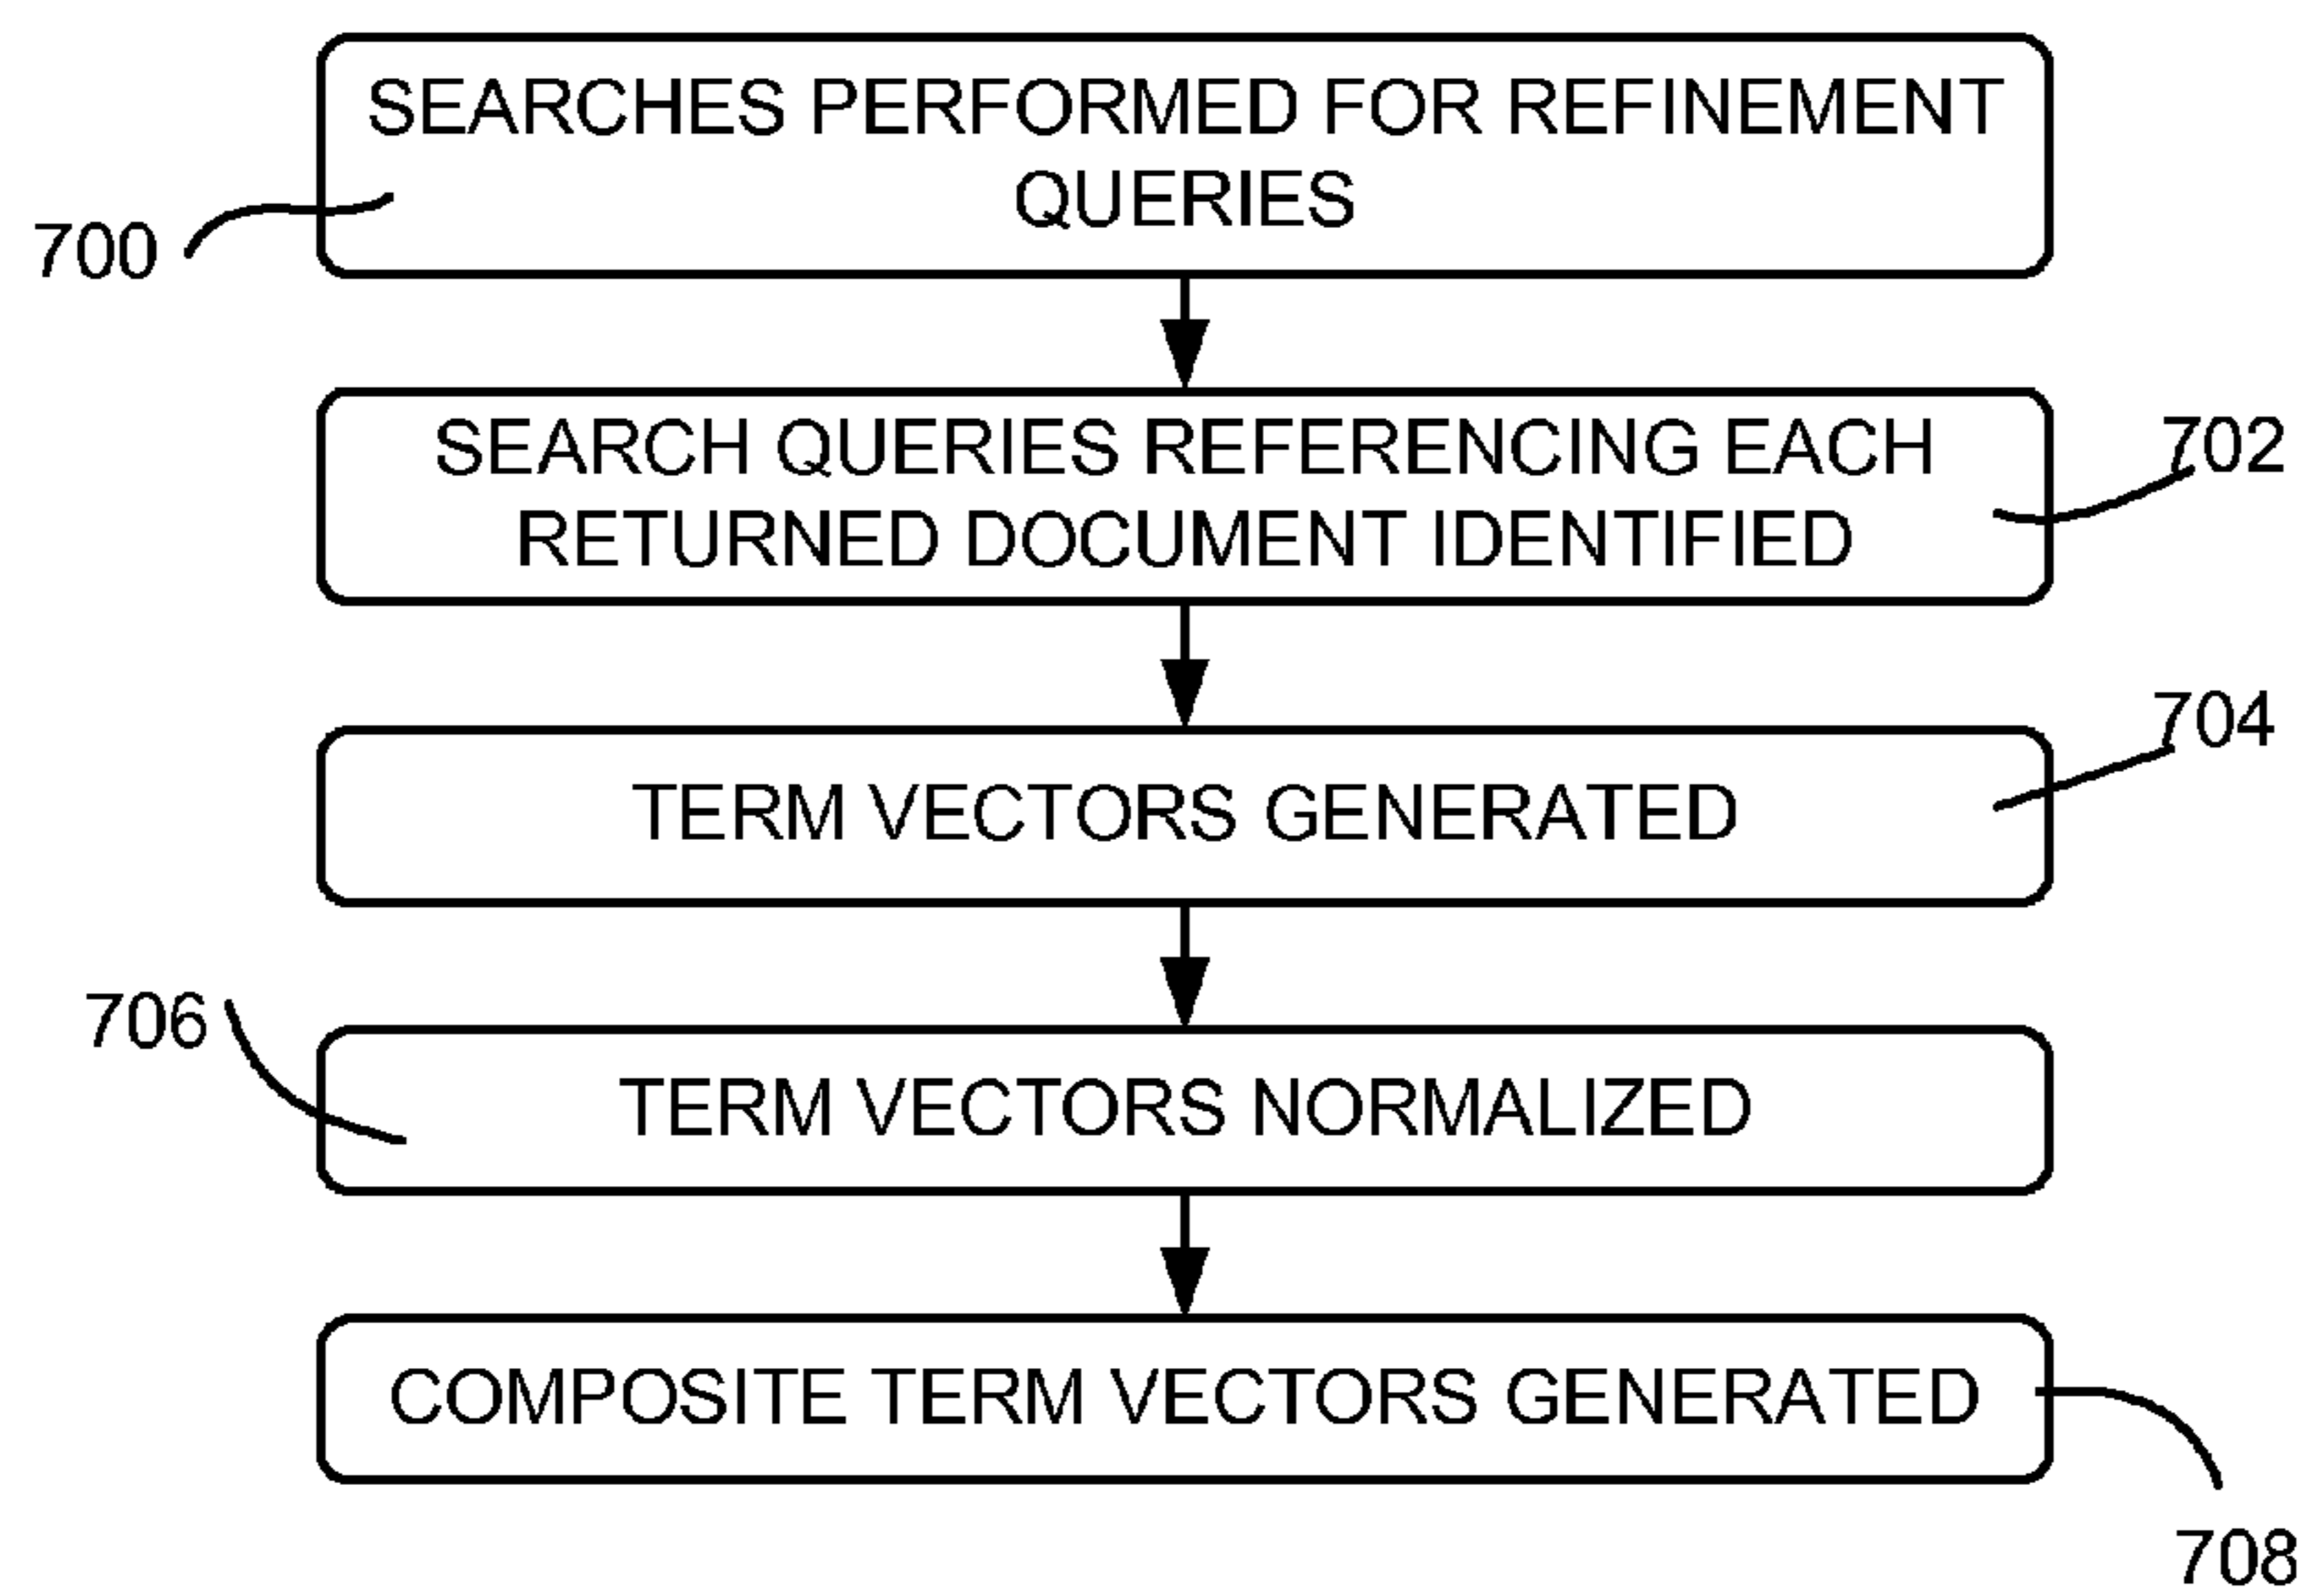 SEARCHES PERFORMED FOR REFINEMENT
QUERIES
700
SEARCH QUERIES REFERENCING EACH
RETURNED DOCUMENT IDENTIFIED
702
704
TERM VECTORS GENERATED
706
TERM VECTORS NORMALIZED
COMPOSITE TERM VECTORS GENERATED
708